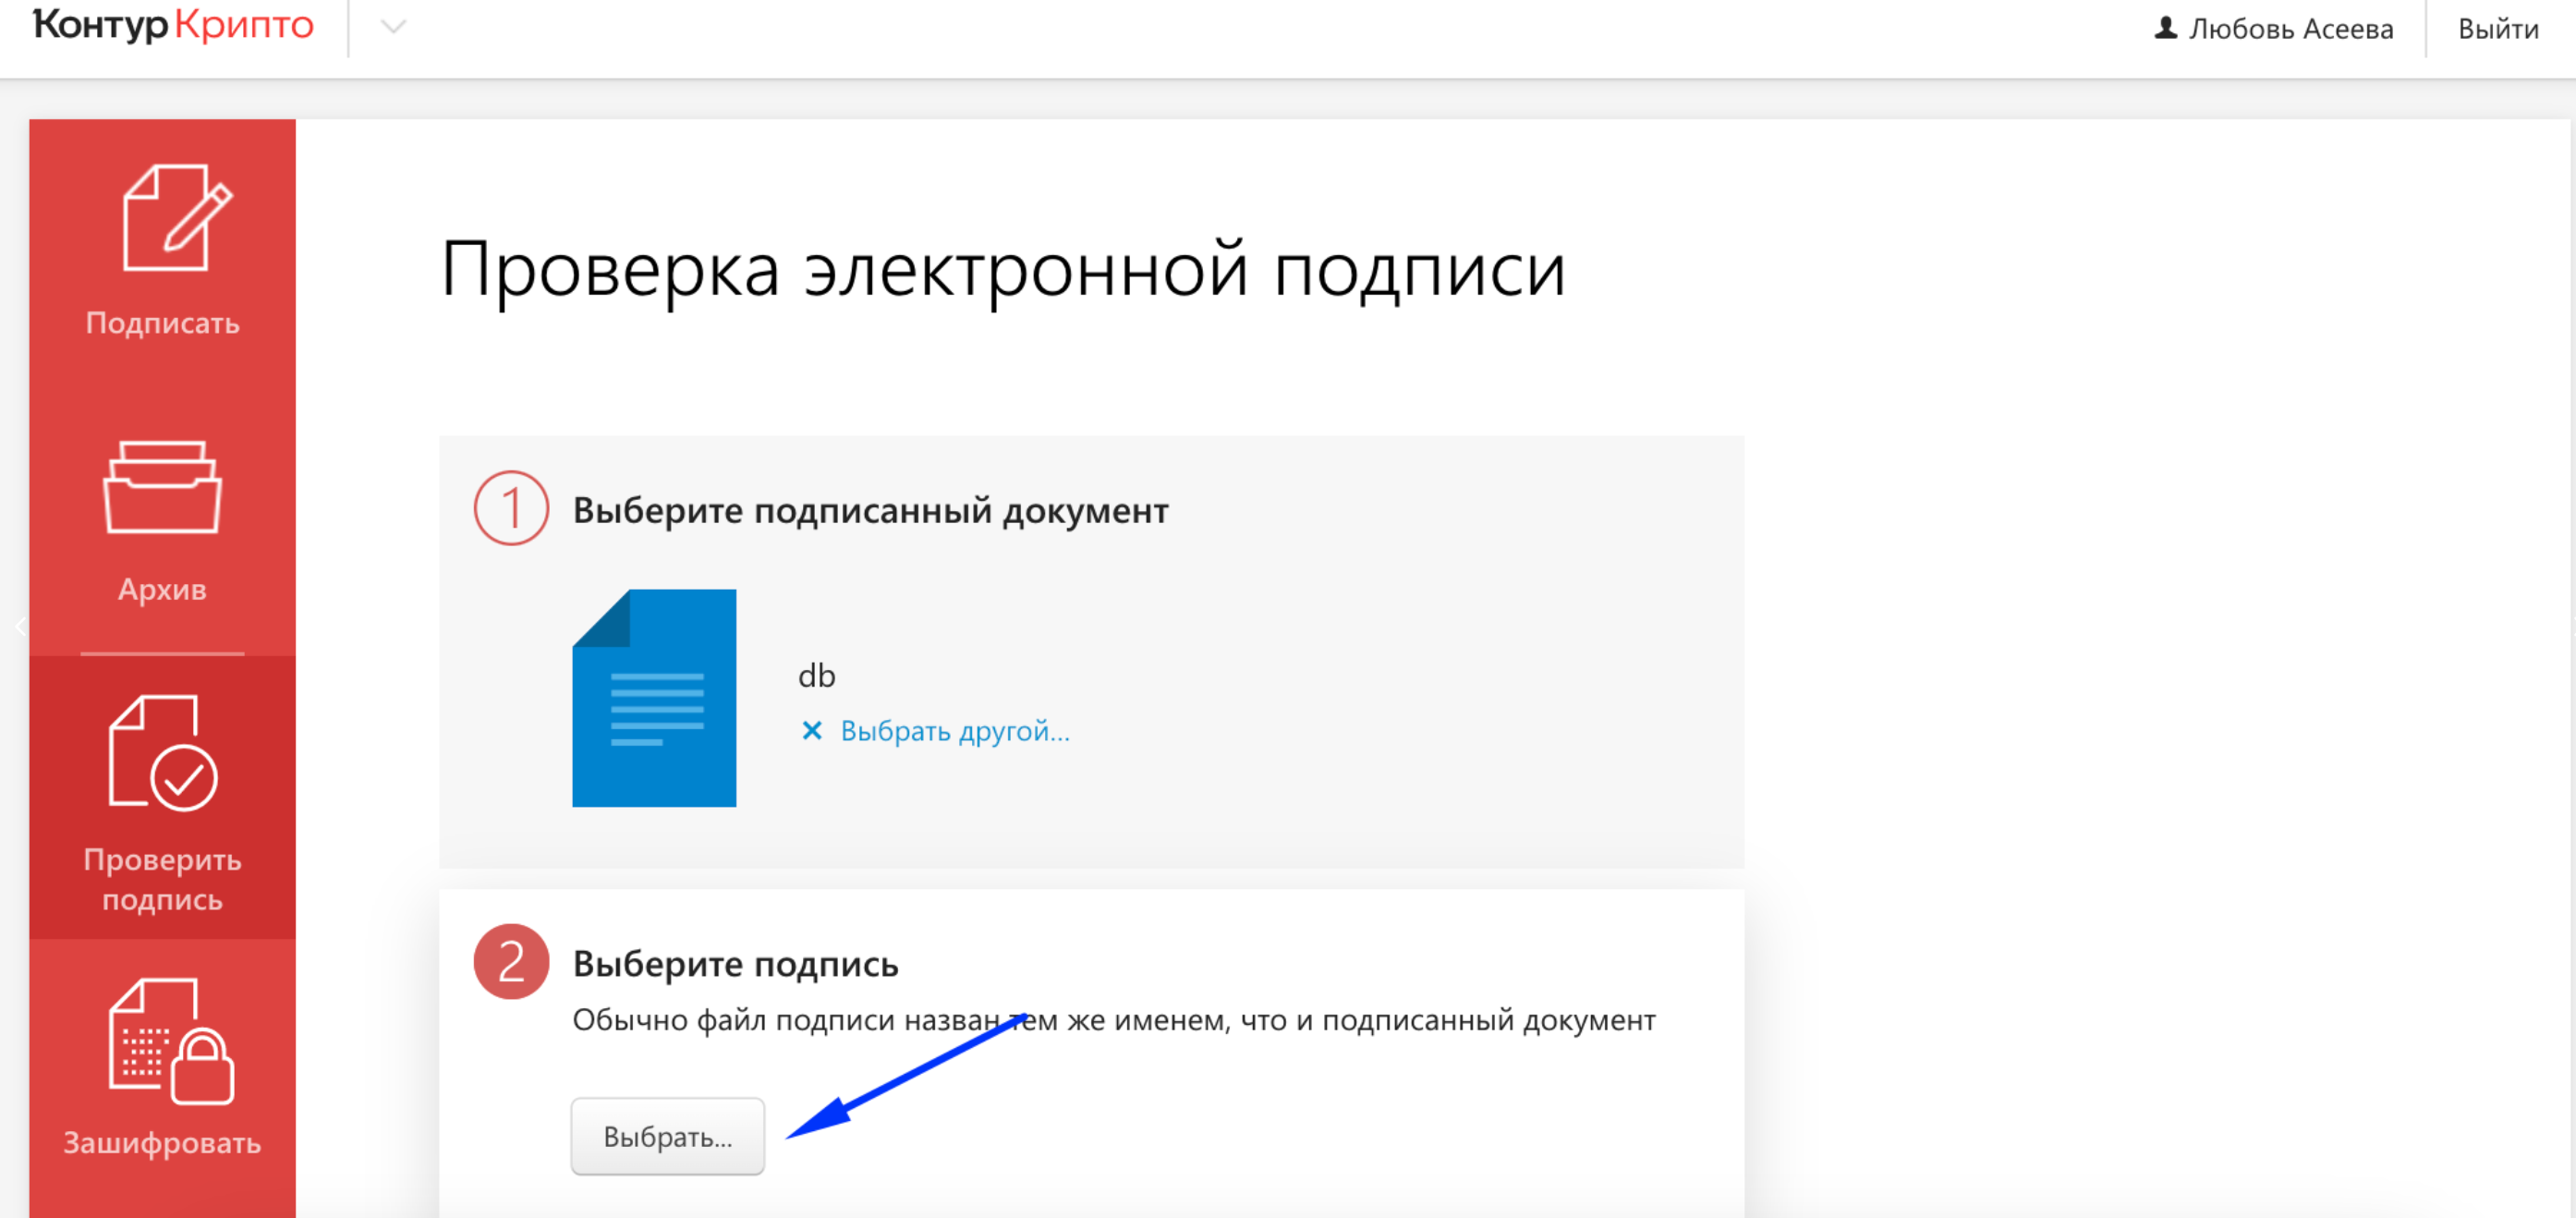 Контур Крипто
Любовь Асеева
Выйти
Подписать
Архив
Проверить
подпись
Зашифровать
Проверка электронной подписи
1 Выберите подписанный документ
db
× Выбрать другой...
2 Выберите подпись
Обычно файл подписи назван тем же именем, что и подписанный документ
Выбрать...